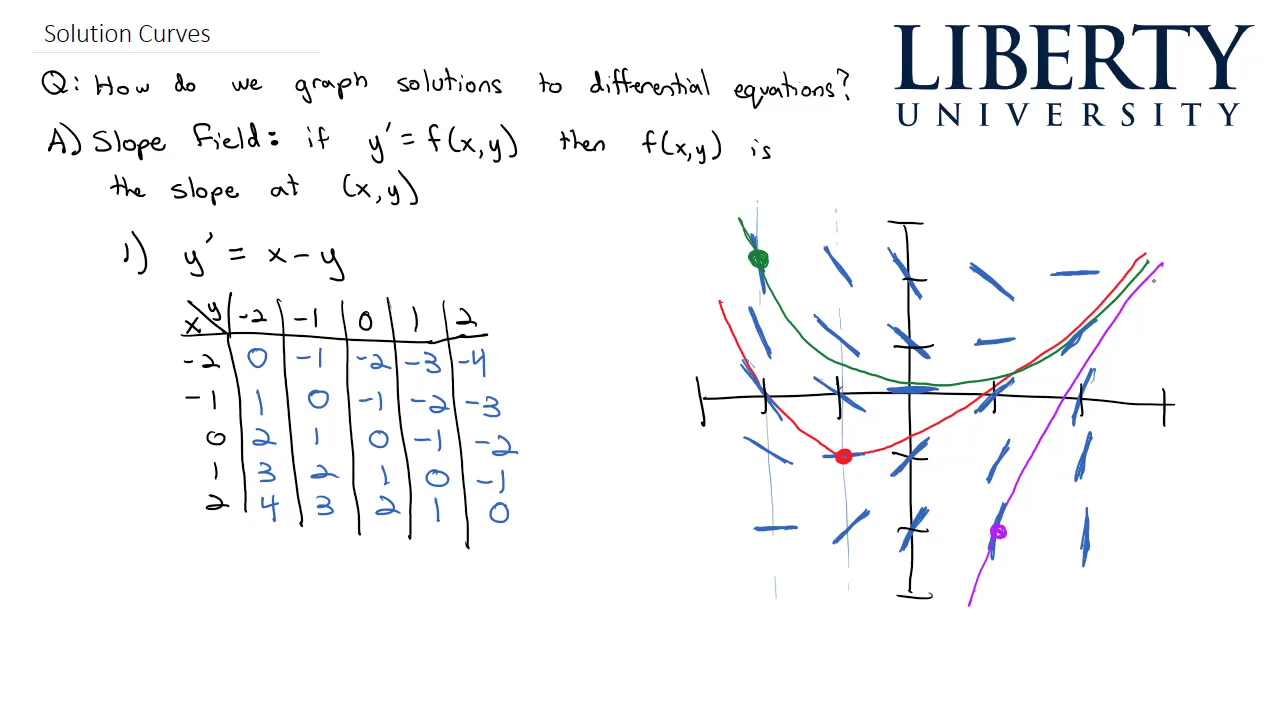 Solution Curves
LIBERTY
UNIVERSITY
Q: How do we graph solutions to differential equations?
A) Slope Field: if y' = f(x,y) then f(x,y) is
the slope at (x,y)
1) y' = x - y
x y -2 -1 0 1 2
-2 0 -1 -2 -3 -4
-1 1 0 -1 -2 -3
0 2 1 0 -1 -2
1 3 2 1 0 -1
2 4 3 2 1 0